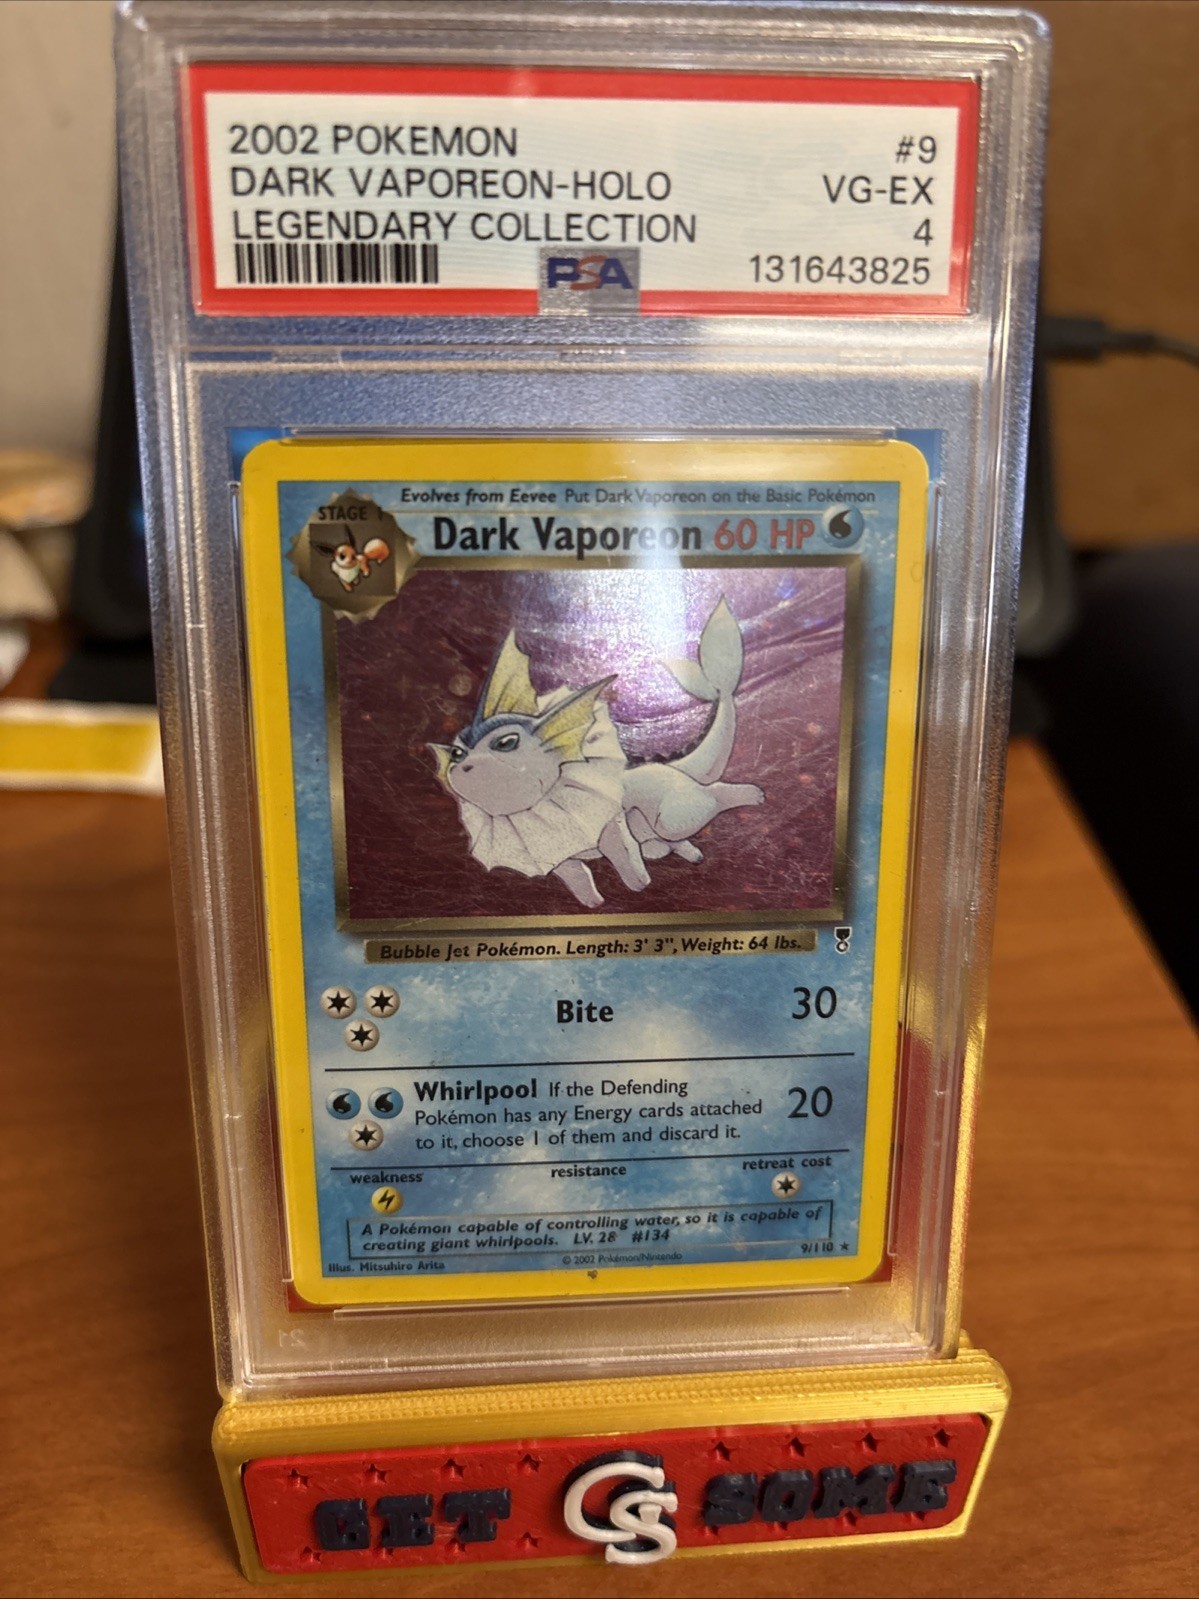 2002 POKEMON #9
DARK VAPOREON-HOLO VG-EX
LEGENDARY COLLECTION 4
PSA 131643825
Evolves from Eevee Put Dark Vaporeon on the Basic Pokémon
STAGE 1
Dark Vaporeon 60 HP
Bubble Jet Pokémon. Length: 3' 3", Weight: 64 lbs.
Bite 30
Whirlpool If the Defending
Pokémon has any Energy cards attached 20
to it, choose 1 of them and discard it.
weakness resistance retreat cost
A Pokémon capable of controlling water, so it is capable of
creating giant whirlpools. LV. 28 #134
Illus. Mitsuhiro Arita © 2002 Pokémon/Nintendo 9/110 ★
GET CS SOME